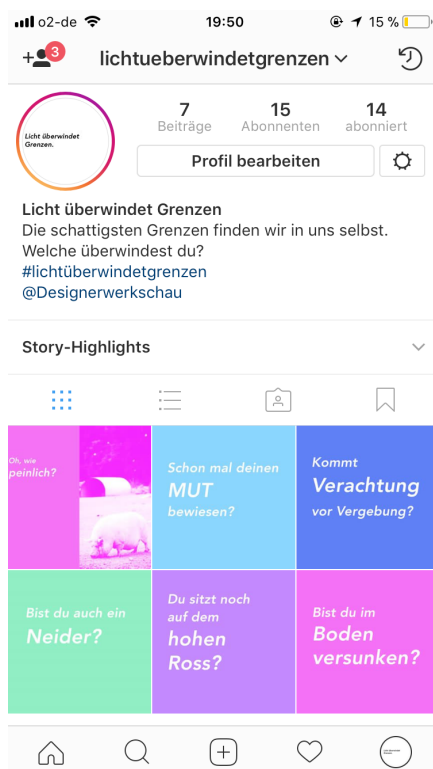 o2-de 19:50 15 %
3 lichtueberwindetgrenzen
7 15 14
Beiträge Abonnenten abonniert
Licht überwindet
Grenzen.
Profil bearbeiten
Licht überwindet Grenzen
Die schattigsten Grenzen finden wir in uns selbst.
Welche überwindest du?
#lichtüberwindetgrenzen
@Designerwerkschau
Story-Highlights
Oh, wie
peinlich?
Schon mal deinen
MUT
bewiesen?
Kommt
Verachtung
vor Vergebung?
Bist du auch ein
Neider?
Du sitzt noch
auf dem
hohen
Ross?
Bist du im
Boden
versunken?